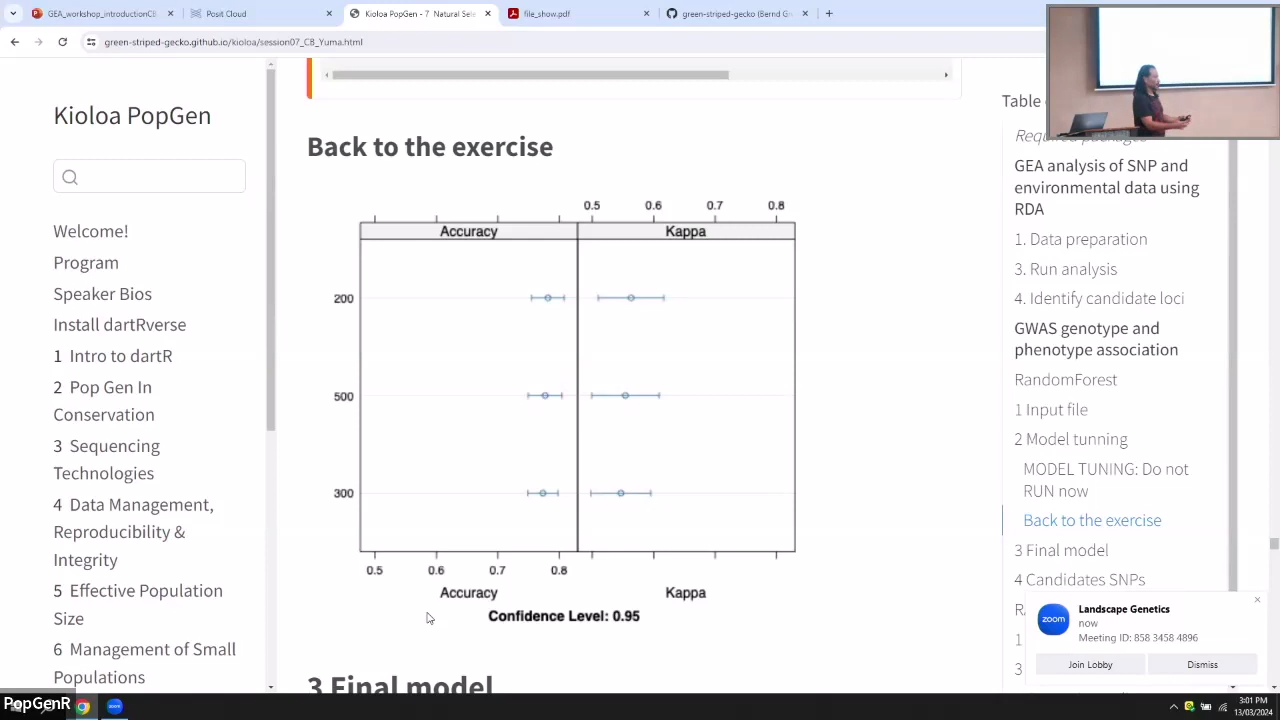 GEA_workshop_introductionCB.
Posit Cloud
Kioloa PopGen - 7 Natural Sele
file_show.pdf
green-striped-gecko (Bernd Gr
green-striped-gecko.github.io/kioloa/session07_CB_Yuma.html
Kioloa PopGen
Welcome!
Program
Speaker Bios
Install dartRverse
1 Intro to dartR
2 Pop Gen In
Conservation
3 Sequencing
Technologies
4 Data Management,
Reproducibility &
Integrity
5 Effective Population
Size
6 Management of Small
Populations
Back to the exercise
0.5 0.6 0.7 0.8
Accuracy Kappa
200
500
300
0.5 0.6 0.7 0.8
Accuracy Kappa
Confidence Level: 0.95
3 Final model
Table
Required packages
GEA analysis of SNP and
environmental data using
RDA
1. Data preparation
3. Run analysis
4. Identify candidate loci
GWAS genotype and
phenotype association
RandomForest
1 Input file
2 Model tunning
MODEL TUNING: Do not
RUN now
Back to the exercise
3 Final model
4 Candidates SNPs
zoom
Landscape Genetics
now
Meeting ID: 858 3458 4896
Join Lobby
Dismiss
PopGenR
zoom
3:01 PM
13/03/2024